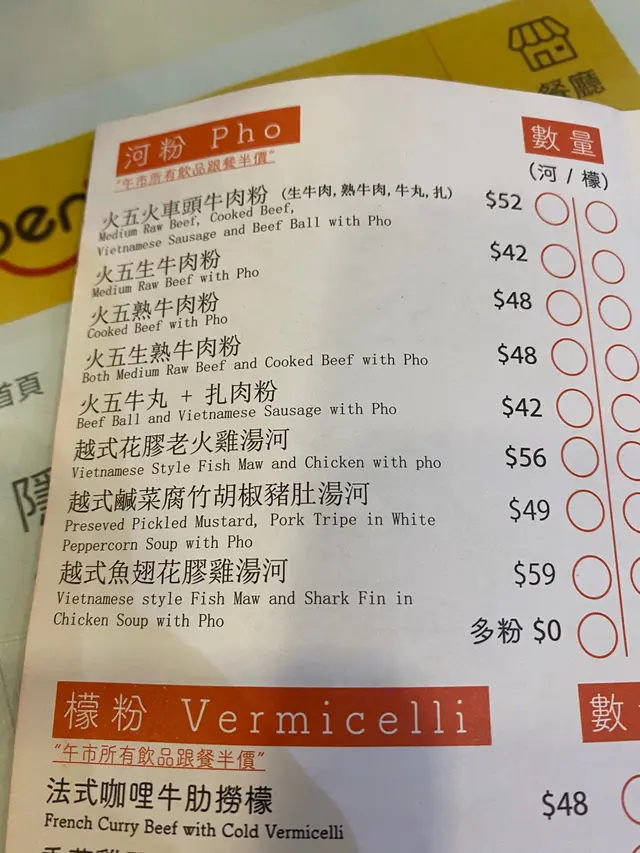 餐廳
pen
首頁
隱
河粉 Pho
"午市所有飲品跟餐半價"
數量
(河 / 檬)
火五火車頭牛肉粉 (生牛肉,熟牛肉,牛丸,扎) $52
Medium Raw Beef, Cooked Beef,
Vietnamese Sausage and Beef Ball with Pho
火五生牛肉粉 $42
Medium Raw Beef with Pho
火五熟牛肉粉 $48
Cooked Beef with Pho
火五生熟牛肉粉 $48
Both Medium Raw Beef and Cooked Beef with Pho
火五牛丸 + 扎肉粉 $42
Beef Ball and Vietnamese Sausage with Pho
越式花膠老火雞湯河 $56
Vietnamese Style Fish Maw and Chicken with pho
越式鹹菜腐竹胡椒豬肚湯河 $49
Preseved Pickled Mustard, Pork Tripe in White
Peppercorn Soup with Pho
越式魚翅花膠雞湯河 $59
Vietnamese style Fish Maw and Shark Fin in
Chicken Soup with Pho
多粉 $0
檬粉 Vermicelli
數
"午市所有飲品跟餐半價"
法式咖哩牛肋撈檬 $48
French Curry Beef with Cold Vermicelli